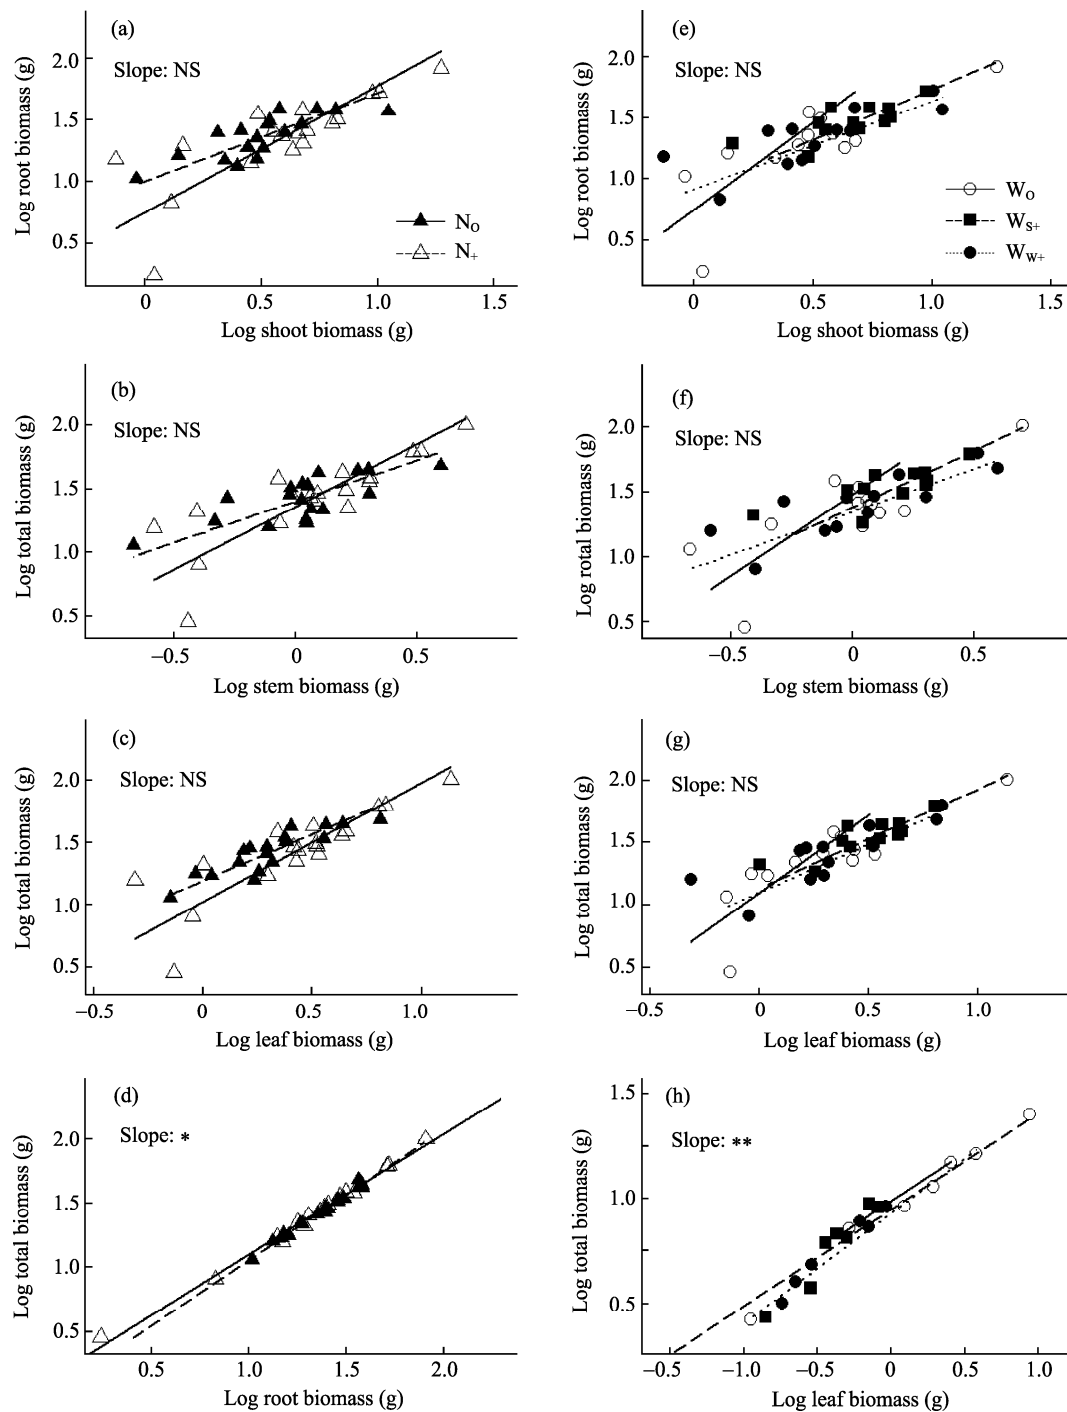 (a)
Slope: NS
Log root biomass (g)
2.0
1.5
1.0
0.5
N₀
N₊
0 0.5 1.0 1.5
Log shoot biomass (g)
(e)
Slope: NS
Log root biomass (g)
2.0
1.5
1.0
0.5
W₀
Wₛ₊
W_W+
0 0.5 1.0 1.5
Log shoot biomass (g)
(b)
Slope: NS
Log total biomass (g)
2.0
1.5
1.0
0.5
−0.5 0 0.5
Log stem biomass (g)
(f)
Slope: NS
Log rotal biomass (g)
2.0
1.5
1.0
0.5
−0.5 0 0.5
Log stem biomass (g)
(c)
Slope: NS
Log total biomass (g)
2.0
1.5
1.0
0.5
−0.5 0 0.5 1.0
Log leaf biomass (g)
(g)
Slope: NS
Log total biomass (g)
2.0
1.5
1.0
0.5
−0.5 0 0.5 1.0
Log leaf biomass (g)
(d)
Slope: *
Log total biomass (g)
2.0
1.5
1.0
0.5
0.5 1.0 1.5 2.0
Log root biomass (g)
(h)
Slope: **
Log total biomass (g)
1.5
1.0
0.5
−0.5 −1.0 −0.5 0 0.5 1.0
Log leaf biomass (g)